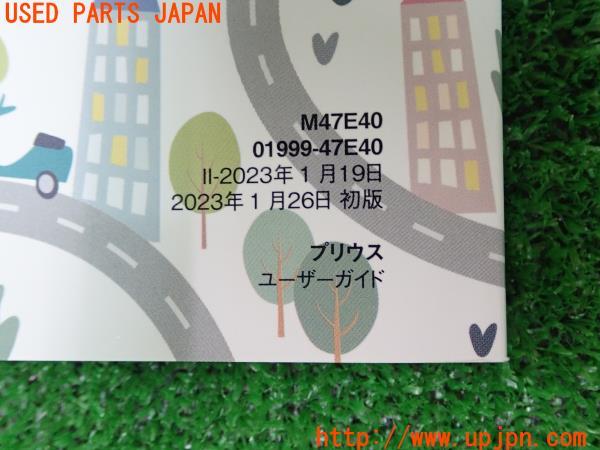 USED PARTS JAPAN
M47E40
01999-47E40
II-2023年1月19日
2023年1月26日 初版
プリウス
ユーザーガイド
http://www.upjpn.com